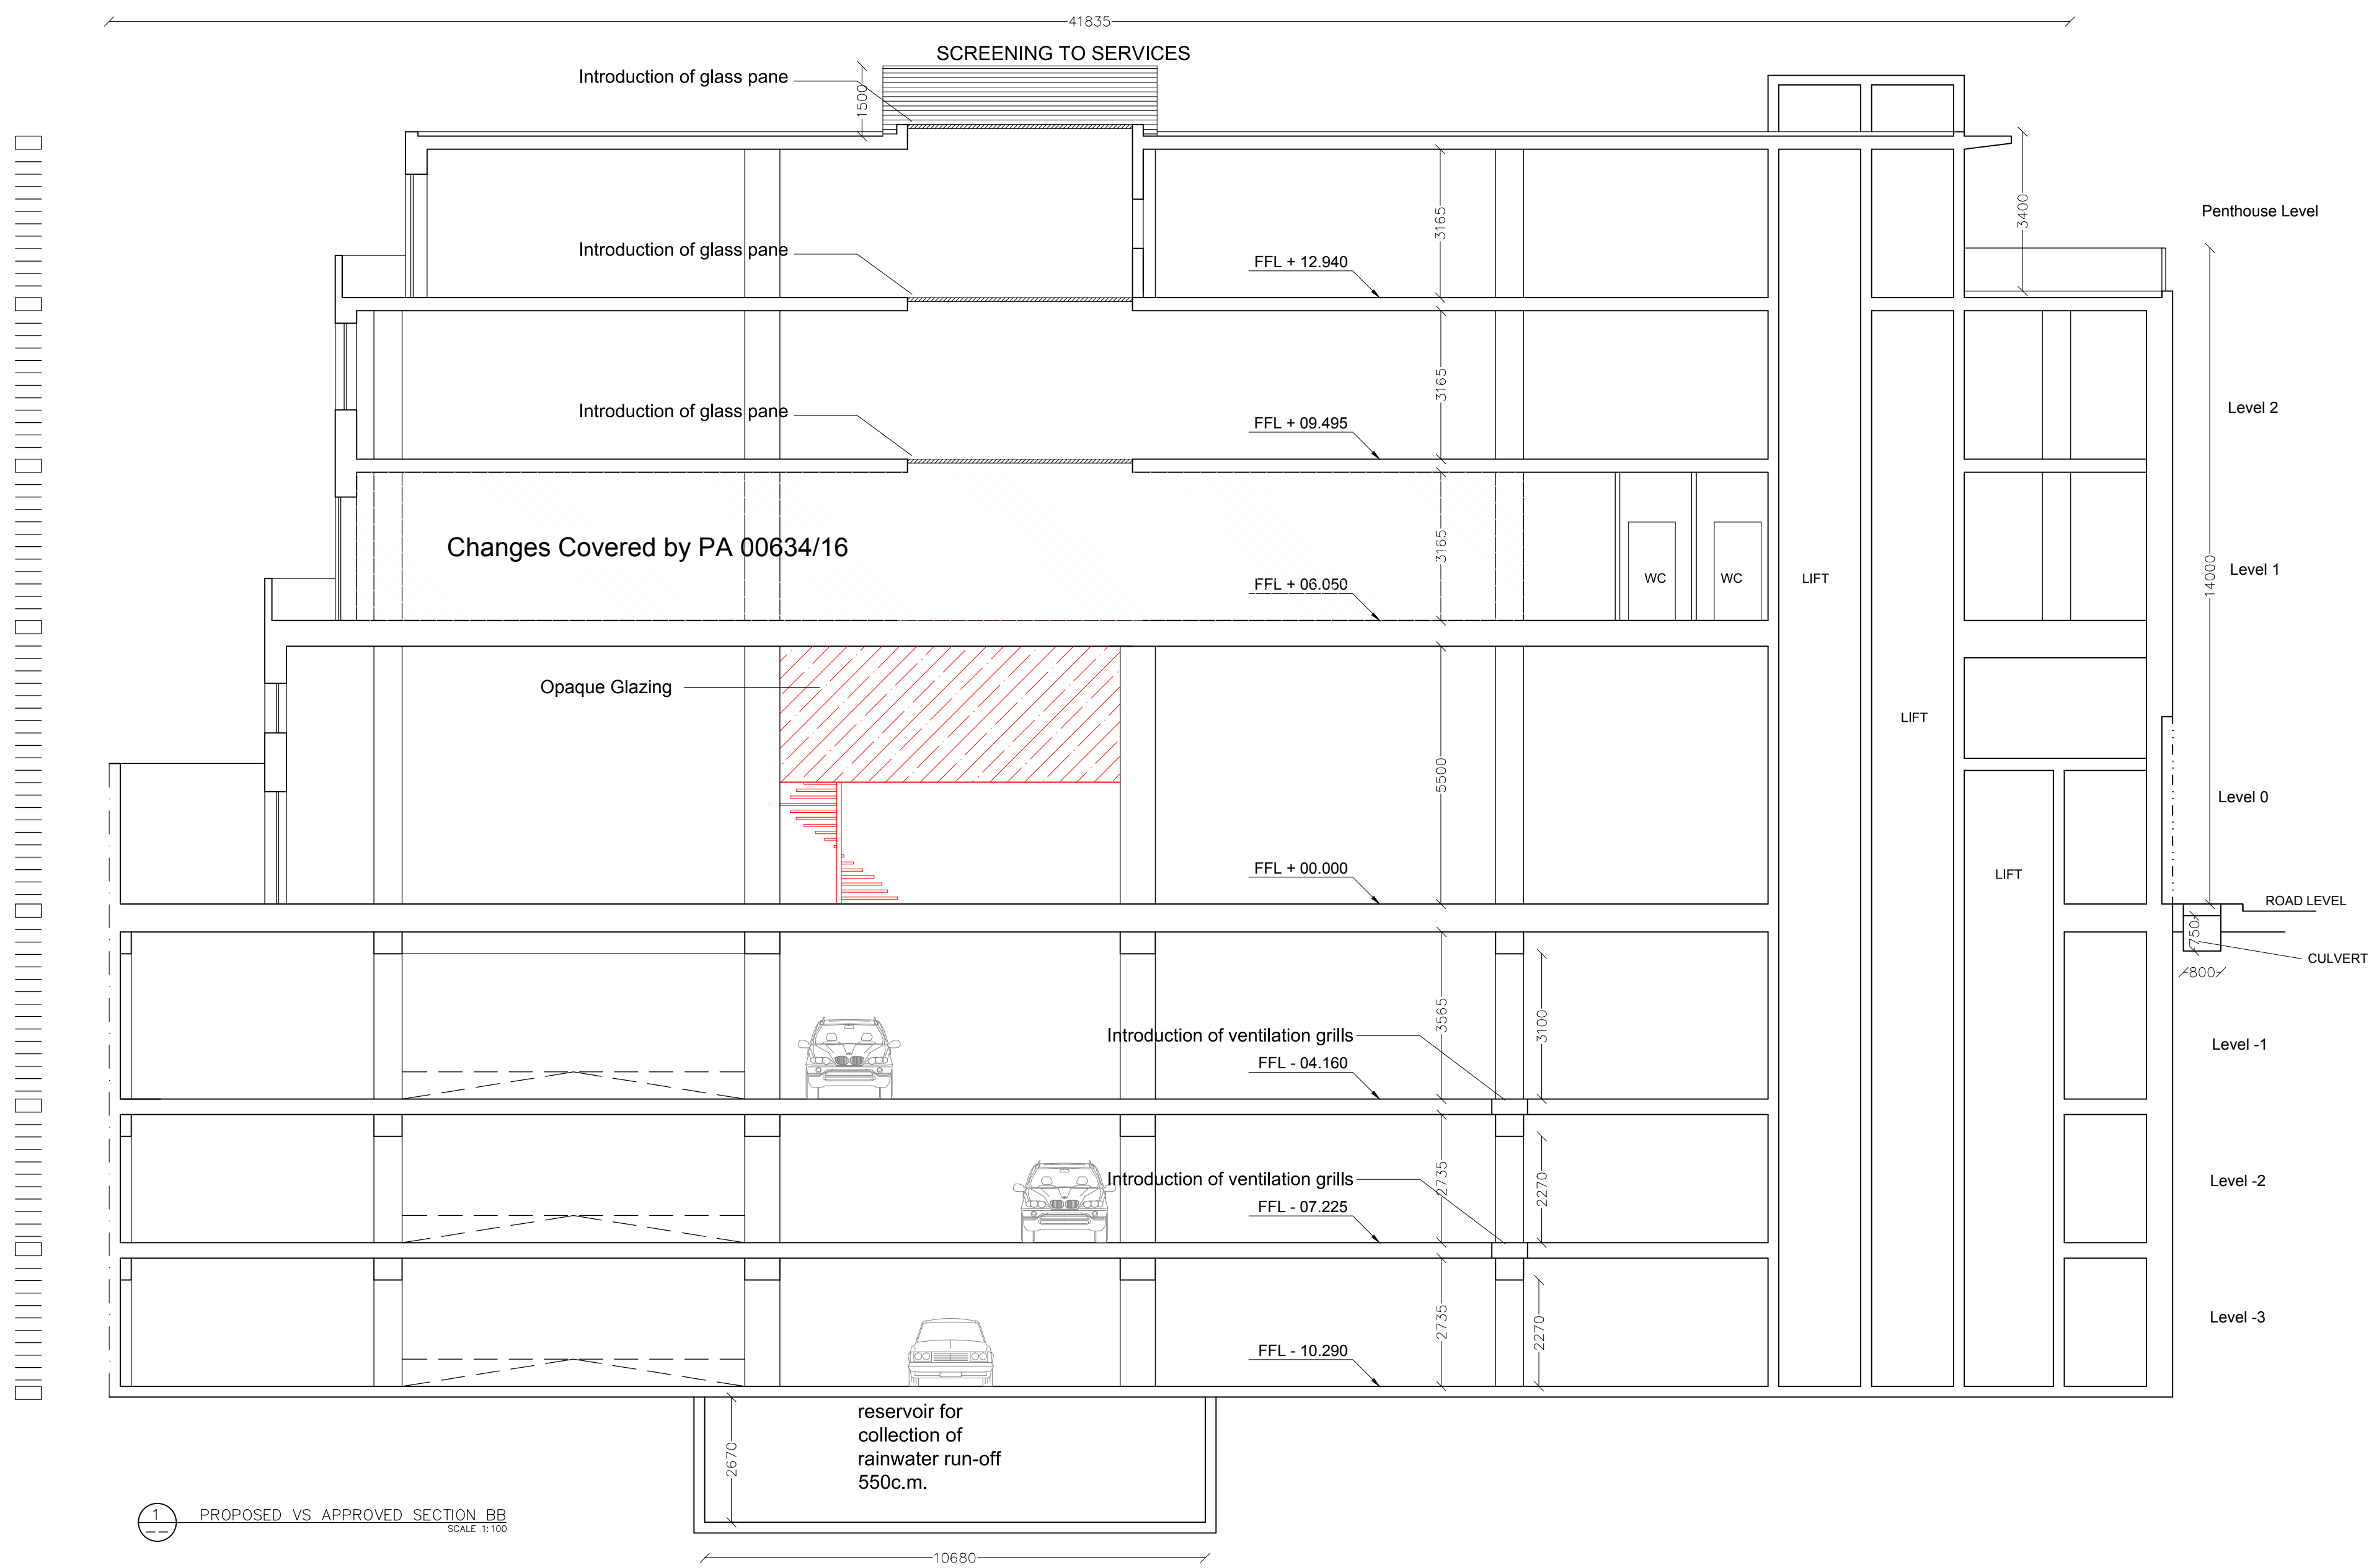 41835
SCREENING TO SERVICES
Introduction of glass pane
1500
3165
3400
Penthouse Level
Introduction of glass pane
FFL + 12.940
3165
Level 2
Introduction of glass pane
FFL + 09.495
Changes Covered by PA 00634/16
3165
FFL + 06.050
WC
WC
LIFT
14000
Level 1
Opaque Glazing
LIFT
5500
Level 0
FFL + 00.000
LIFT
ROAD LEVEL
750
CULVERT
800
3565
3100
Introduction of ventilation grills
FFL - 04.160
Level -1
2735
2270
Introduction of ventilation grills
FFL - 07.225
Level -2
2735
2270
Level -3
FFL - 10.290
reservoir for
collection of
rainwater run-off
550c.m.
2670
1
PROPOSED VS APPROVED SECTION BB
SCALE 1:100
10680